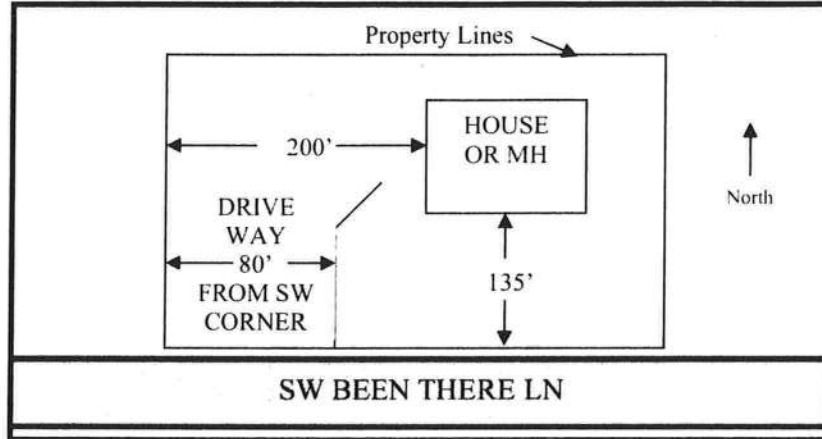 Property Lines
HOUSE
OR MH
200’
North
DRIVE
WAY
80’
FROM SW
CORNER
135’
SW BEEN THERE LN